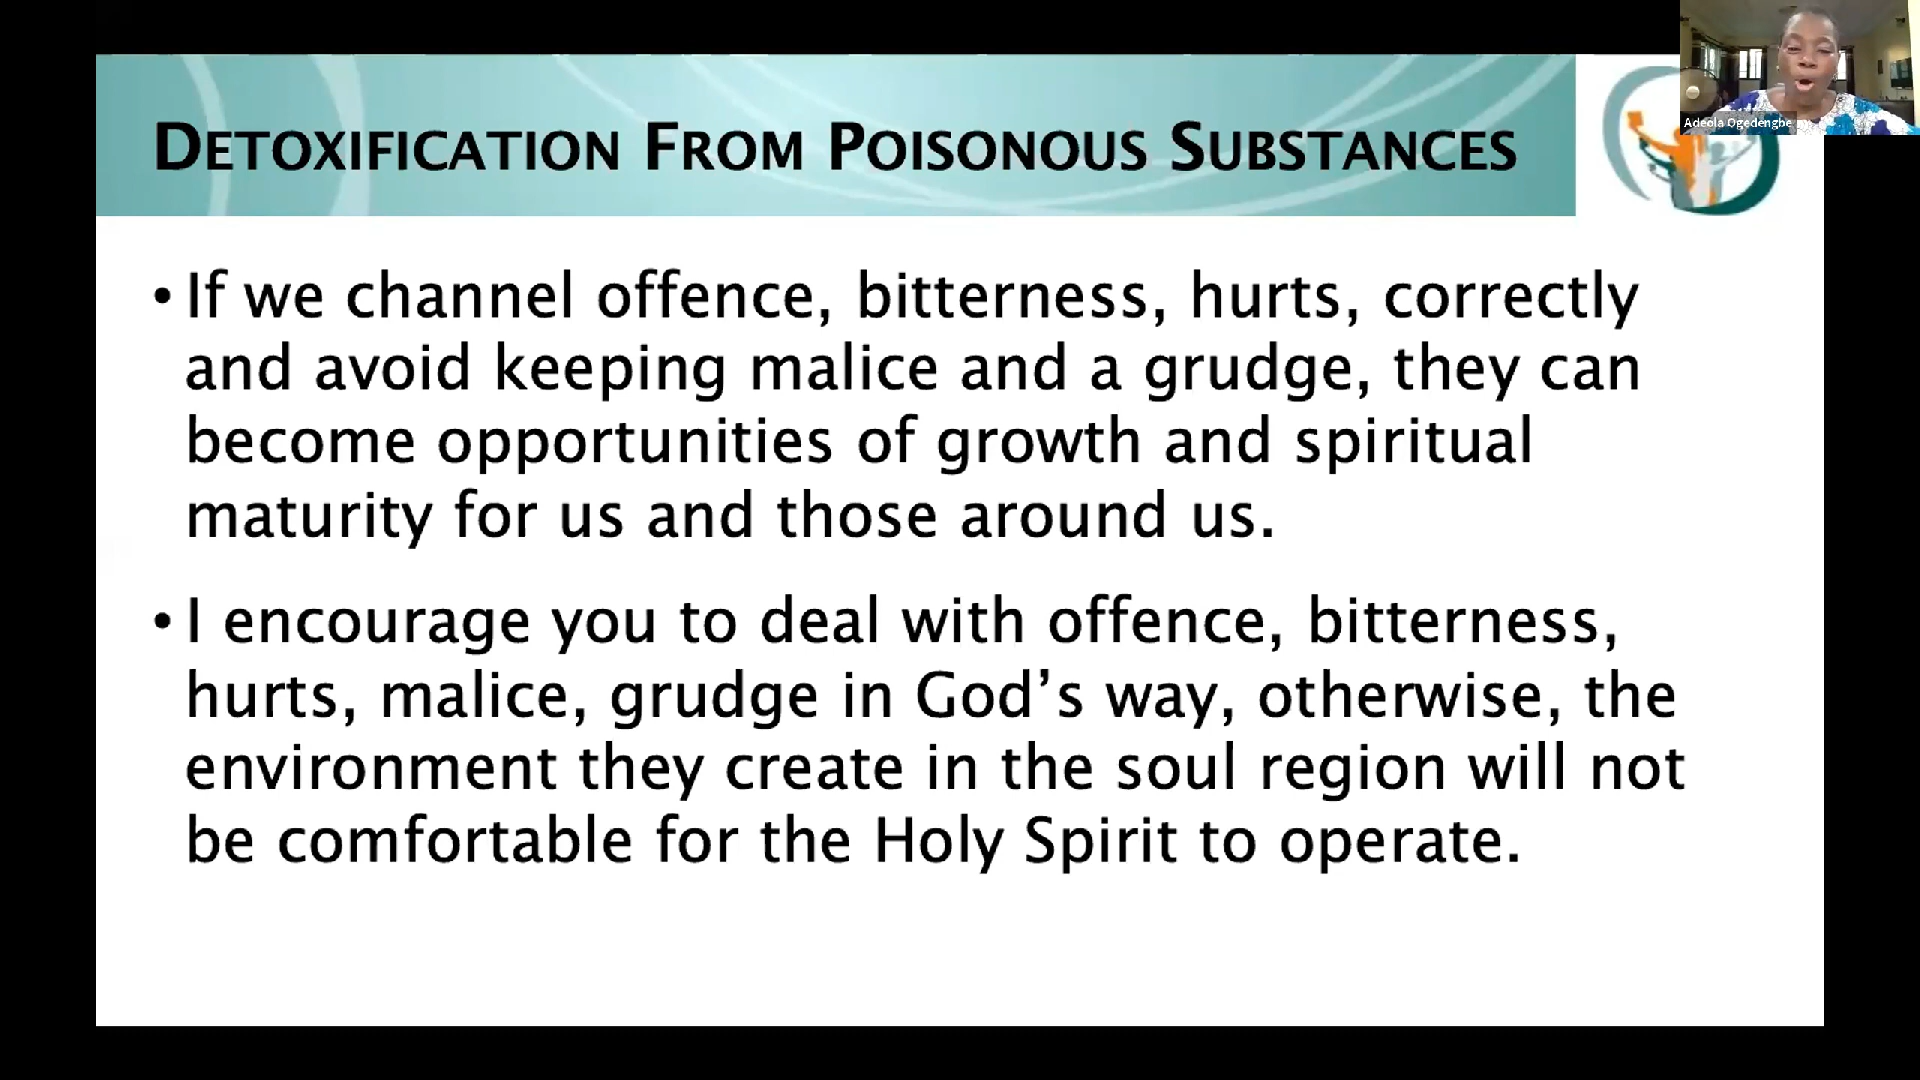 DETOXIFICATION FROM POISONOUS SUBSTANCES
Adeola Ogedengbe
• If we channel offence, bitterness, hurts, correctly
and avoid keeping malice and a grudge, they can
become opportunities of growth and spiritual
maturity for us and those around us.
• I encourage you to deal with offence, bitterness,
hurts, malice, grudge in God’s way, otherwise, the
environment they create in the soul region will not
be comfortable for the Holy Spirit to operate.